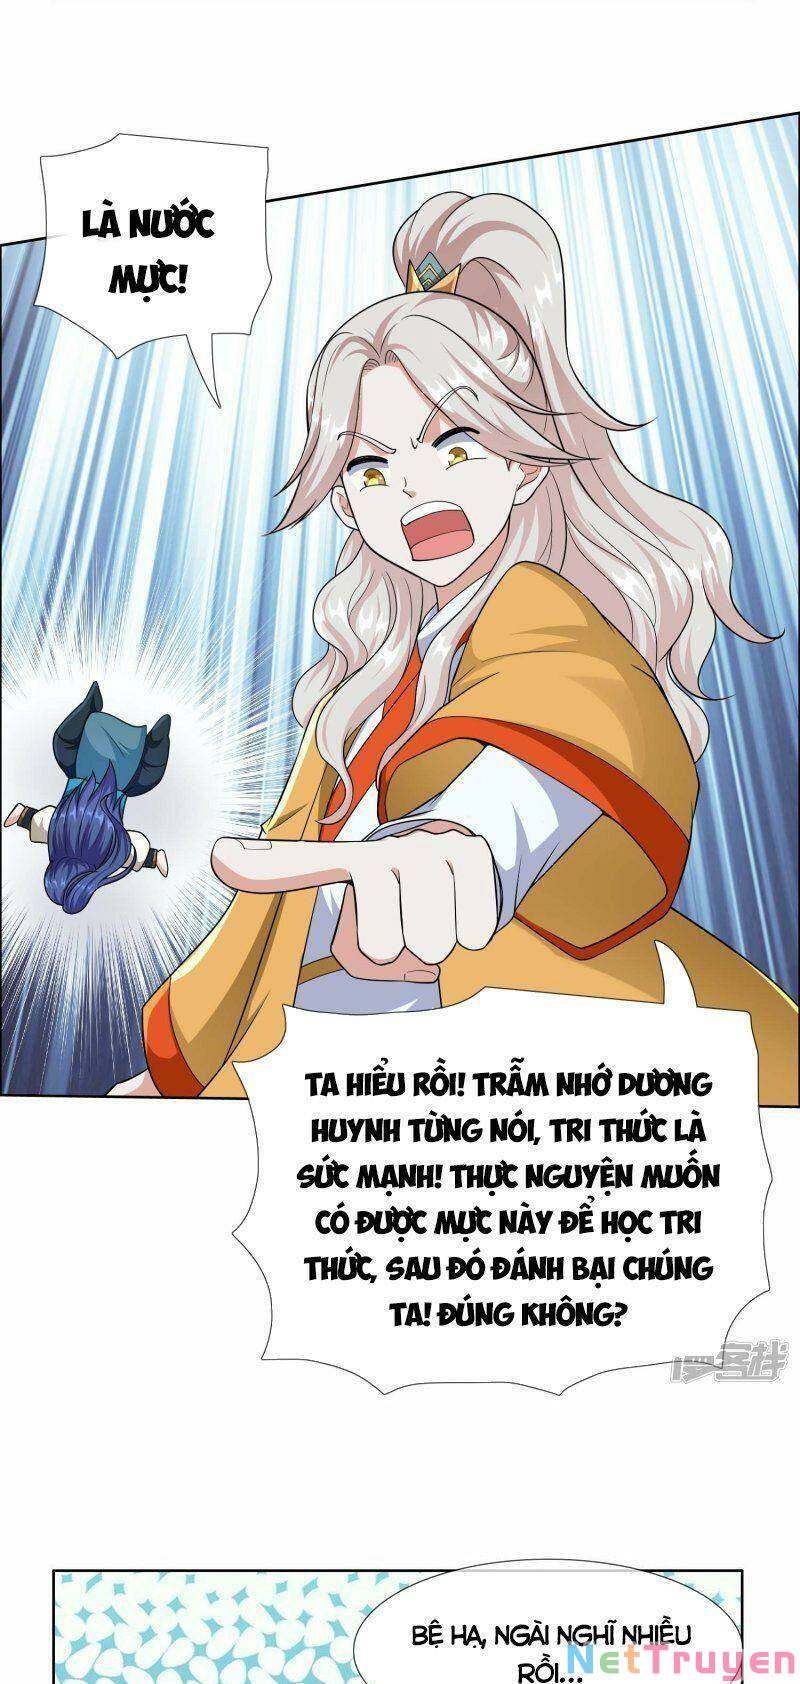 LÀ NƯỚC
MỰC!
TA HIỂU RỒI! TRẪM NHỚ DƯƠNG
HUYNH TỪNG NÓI, TRI THỨC LÀ
SỨC MẠNH! THỰC NGUYỆN MUỐN
CÓ ĐƯỢC MỰC NÀY ĐỂ HỌC TRI
THỨC, SAU ĐÓ ĐÁNH BẠI CHÚNG
TA! ĐÚNG KHÔNG?
BỆ HẠ, NGÀI NGHĨ NHIỀU
RỒI...
NetTruyen